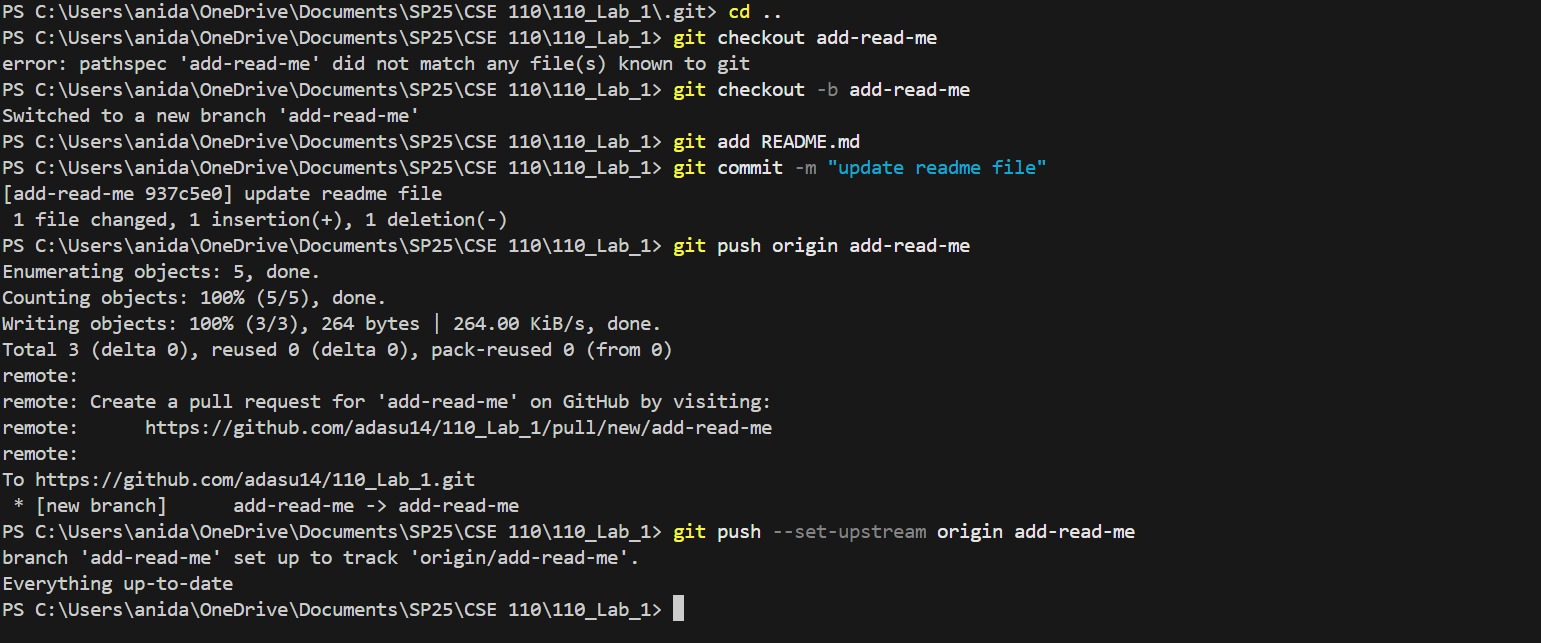 PS C:\Users\anida\OneDrive\Documents\SP25\CSE 110\110_Lab_1\.git> cd ..
PS C:\Users\anida\OneDrive\Documents\SP25\CSE 110\110_Lab_1> git checkout add-read-me
error: pathspec 'add-read-me' did not match any file(s) known to git
PS C:\Users\anida\OneDrive\Documents\SP25\CSE 110\110_Lab_1> git checkout -b add-read-me
Switched to a new branch 'add-read-me'
PS C:\Users\anida\OneDrive\Documents\SP25\CSE 110\110_Lab_1> git add README.md
PS C:\Users\anida\OneDrive\Documents\SP25\CSE 110\110_Lab_1> git commit -m "update readme file"
[add-read-me 937c5e0] update readme file
 1 file changed, 1 insertion(+), 1 deletion(-)
PS C:\Users\anida\OneDrive\Documents\SP25\CSE 110\110_Lab_1> git push origin add-read-me
Enumerating objects: 5, done.
Counting objects: 100% (5/5), done.
Writing objects: 100% (3/3), 264 bytes | 264.00 KiB/s, done.
Total 3 (delta 0), reused 0 (delta 0), pack-reused 0 (from 0)
remote:
remote: Create a pull request for 'add-read-me' on GitHub by visiting:
remote:      https://github.com/adasu14/110_Lab_1/pull/new/add-read-me
remote:
To https://github.com/adasu14/110_Lab_1.git
 * [new branch]      add-read-me -> add-read-me
PS C:\Users\anida\OneDrive\Documents\SP25\CSE 110\110_Lab_1> git push --set-upstream origin add-read-me
branch 'add-read-me' set up to track 'origin/add-read-me'.
Everything up-to-date
PS C:\Users\anida\OneDrive\Documents\SP25\CSE 110\110_Lab_1>